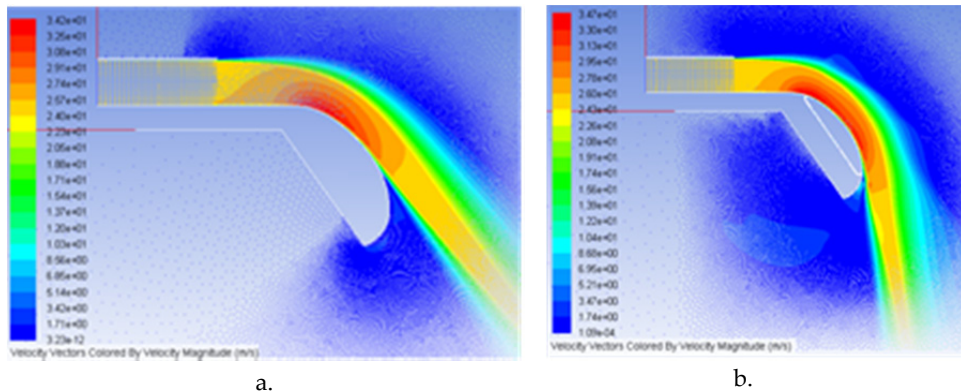 3.42e+01
3.25e+01
3.08e+01
2.91e+01
2.74e+01
2.57e+01
2.40e+01
2.23e+01
2.05e+01
1.88e+01
1.71e+01
1.54e+01
1.37e+01
1.20e+01
1.03e+01
8.56e+00
6.85e+00
5.14e+00
3.42e+00
1.71e+00
3.23e-12
Velocity Vectors Colored By Velocity Magnitude (m/s)
a.
3.47e+01
3.30e+01
3.13e+01
2.95e+01
2.78e+01
2.60e+01
2.43e+01
2.26e+01
2.08e+01
1.91e+01
1.74e+01
1.56e+01
1.39e+01
1.22e+01
1.04e+01
8.68e+00
6.95e+00
5.21e+00
3.47e+00
1.74e+00
1.09e-04
Velocity Vectors Colored By Velocity Magnitude (m/s)
b.